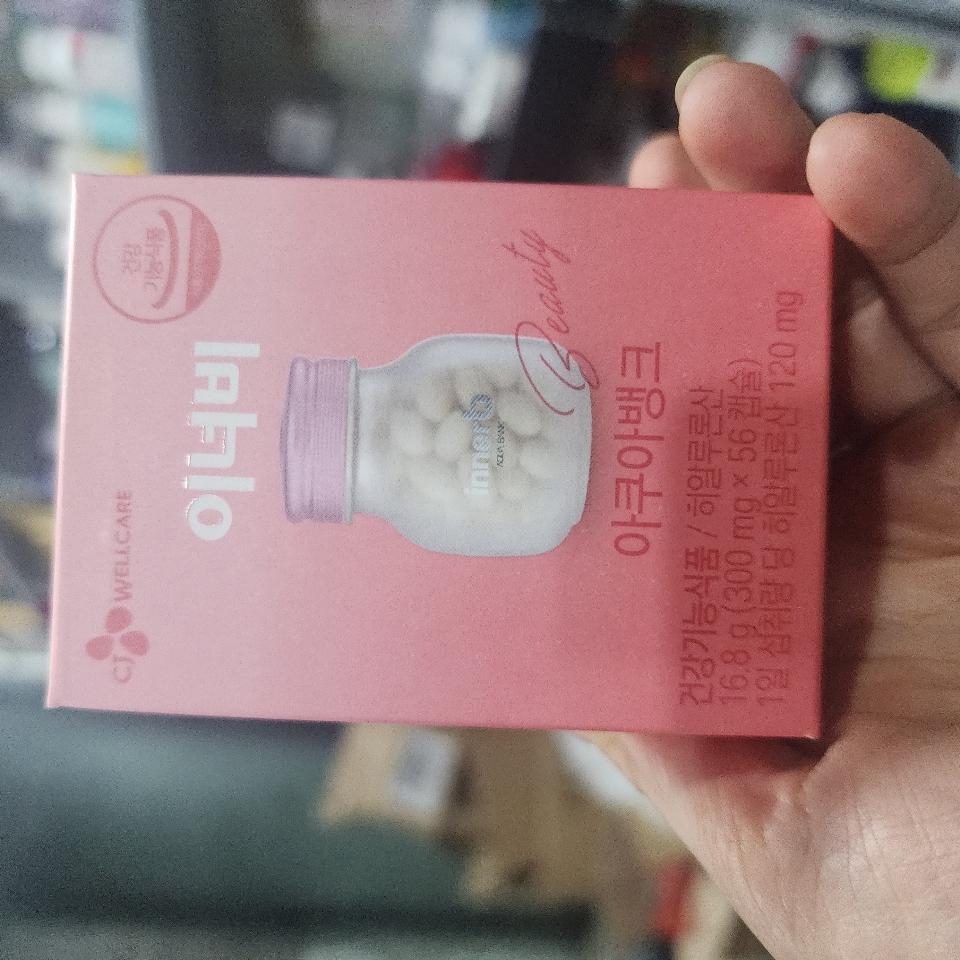 CJ WELLCARE
건강
기능식품
이너비
innerb
AQUA BANK
Beauty
아쿠아뱅크
건강기능식품 / 히알루론산
16.8 g (300 mg × 56 캡슐)
1일 섭취량 당 히알루론산 120 mg